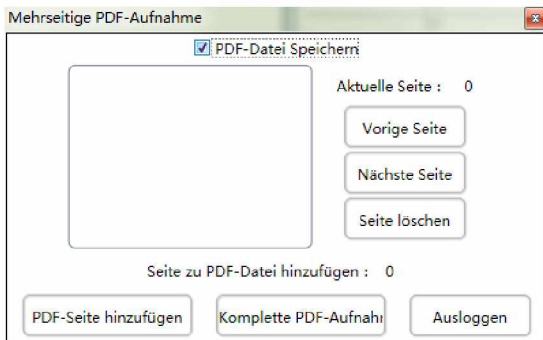 Mehrseitige PDF-Aufnahme
PDF-Datei Speichern
Aktuelle Seite : 0
Vorige Seite
Nächste Seite
Seite löschen
Seite zu PDF-Datei hinzufügen : 0
PDF-Seite hinzufügen
Komplette PDF-Aufnahr
Ausloggen